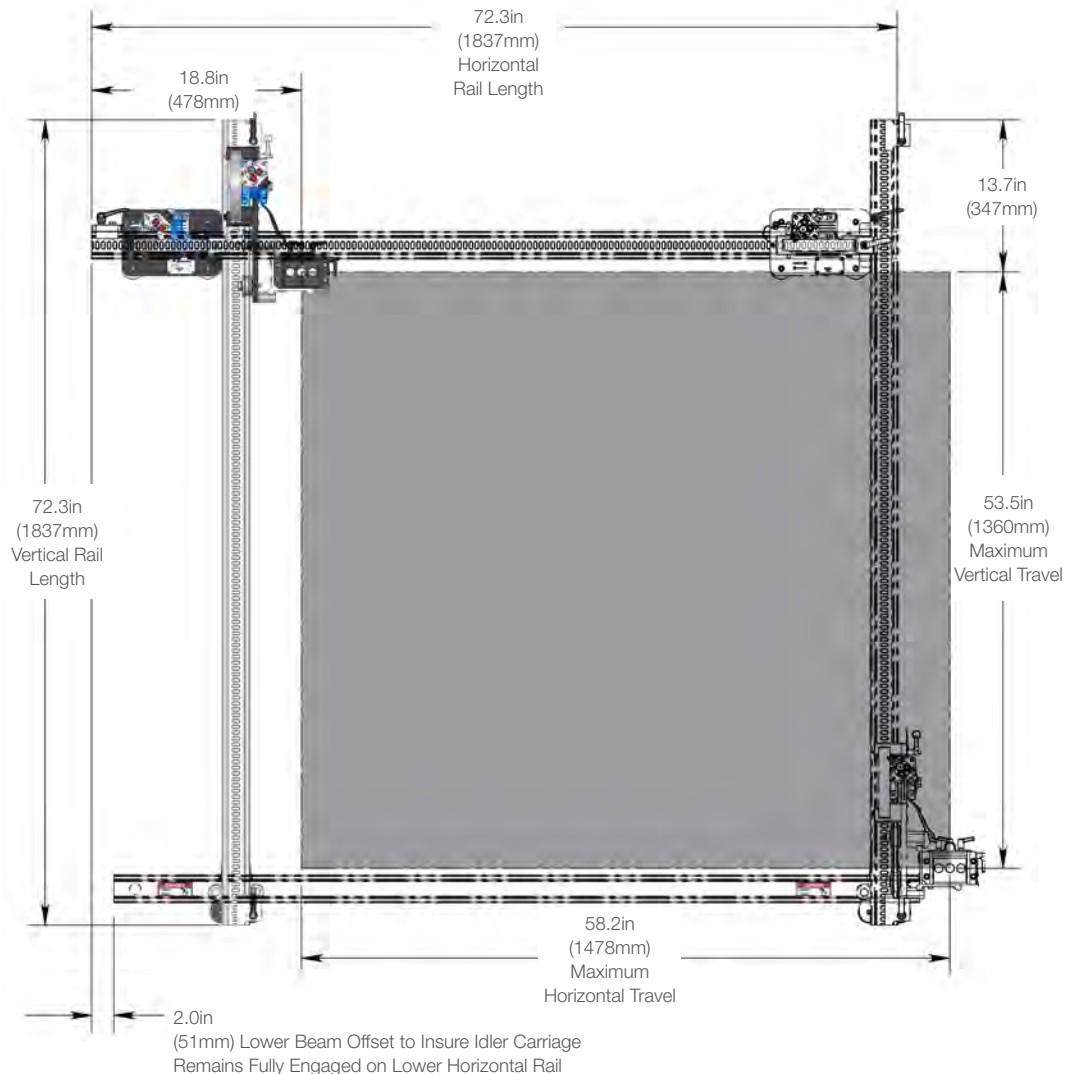 72.3in
(1837mm)
Horizontal
Rail Length
18.8in
(478mm)
13.7in
(347mm)
72.3in
(1837mm)
Vertical Rail
Length
53.5in
(1360mm)
Maximum
Vertical Travel
58.2in
(1478mm)
Maximum
Horizontal Travel
2.0in
(51mm) Lower Beam Offset to Insure Idler Carriage
Remains Fully Engaged on Lower Horizontal Rail